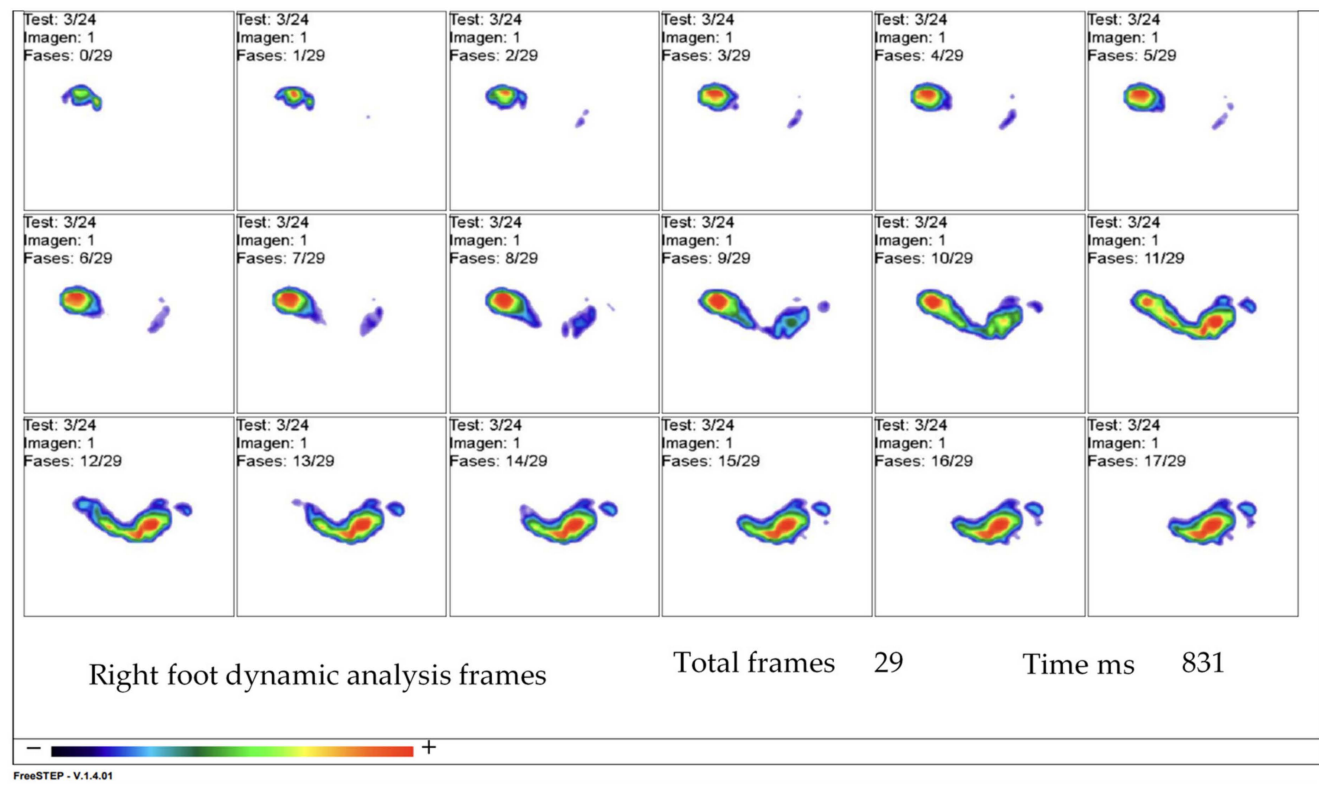 Test: 3/24
Imagen: 1
Fases: 0/29
Test: 3/24
Imagen: 1
Fases: 1/29
Test: 3/24
Imagen: 1
Fases: 2/29
Test: 3/24
Imagen: 1
Fases: 3/29
Test: 3/24
Imagen: 1
Fases: 4/29
Test: 3/24
Imagen: 1
Fases: 5/29
Test: 3/24
Imagen: 1
Fases: 6/29
Test: 3/24
Imagen: 1
Fases: 7/29
Test: 3/24
Imagen: 1
Fases: 8/29
Test: 3/24
Imagen: 1
Fases: 9/29
Test: 3/24
Imagen: 1
Fases: 10/29
Test: 3/24
Imagen: 1
Fases: 11/29
Test: 3/24
Imagen: 1
Fases: 12/29
Test: 3/24
Imagen: 1
Fases: 13/29
Test: 3/24
Imagen: 1
Fases: 14/29
Test: 3/24
Imagen: 1
Fases: 15/29
Test: 3/24
Imagen: 1
Fases: 16/29
Test: 3/24
Imagen: 1
Fases: 17/29
Right foot dynamic analysis frames
Total frames 29
Time ms 831
− +
FreeSTEP - V.1.4.01